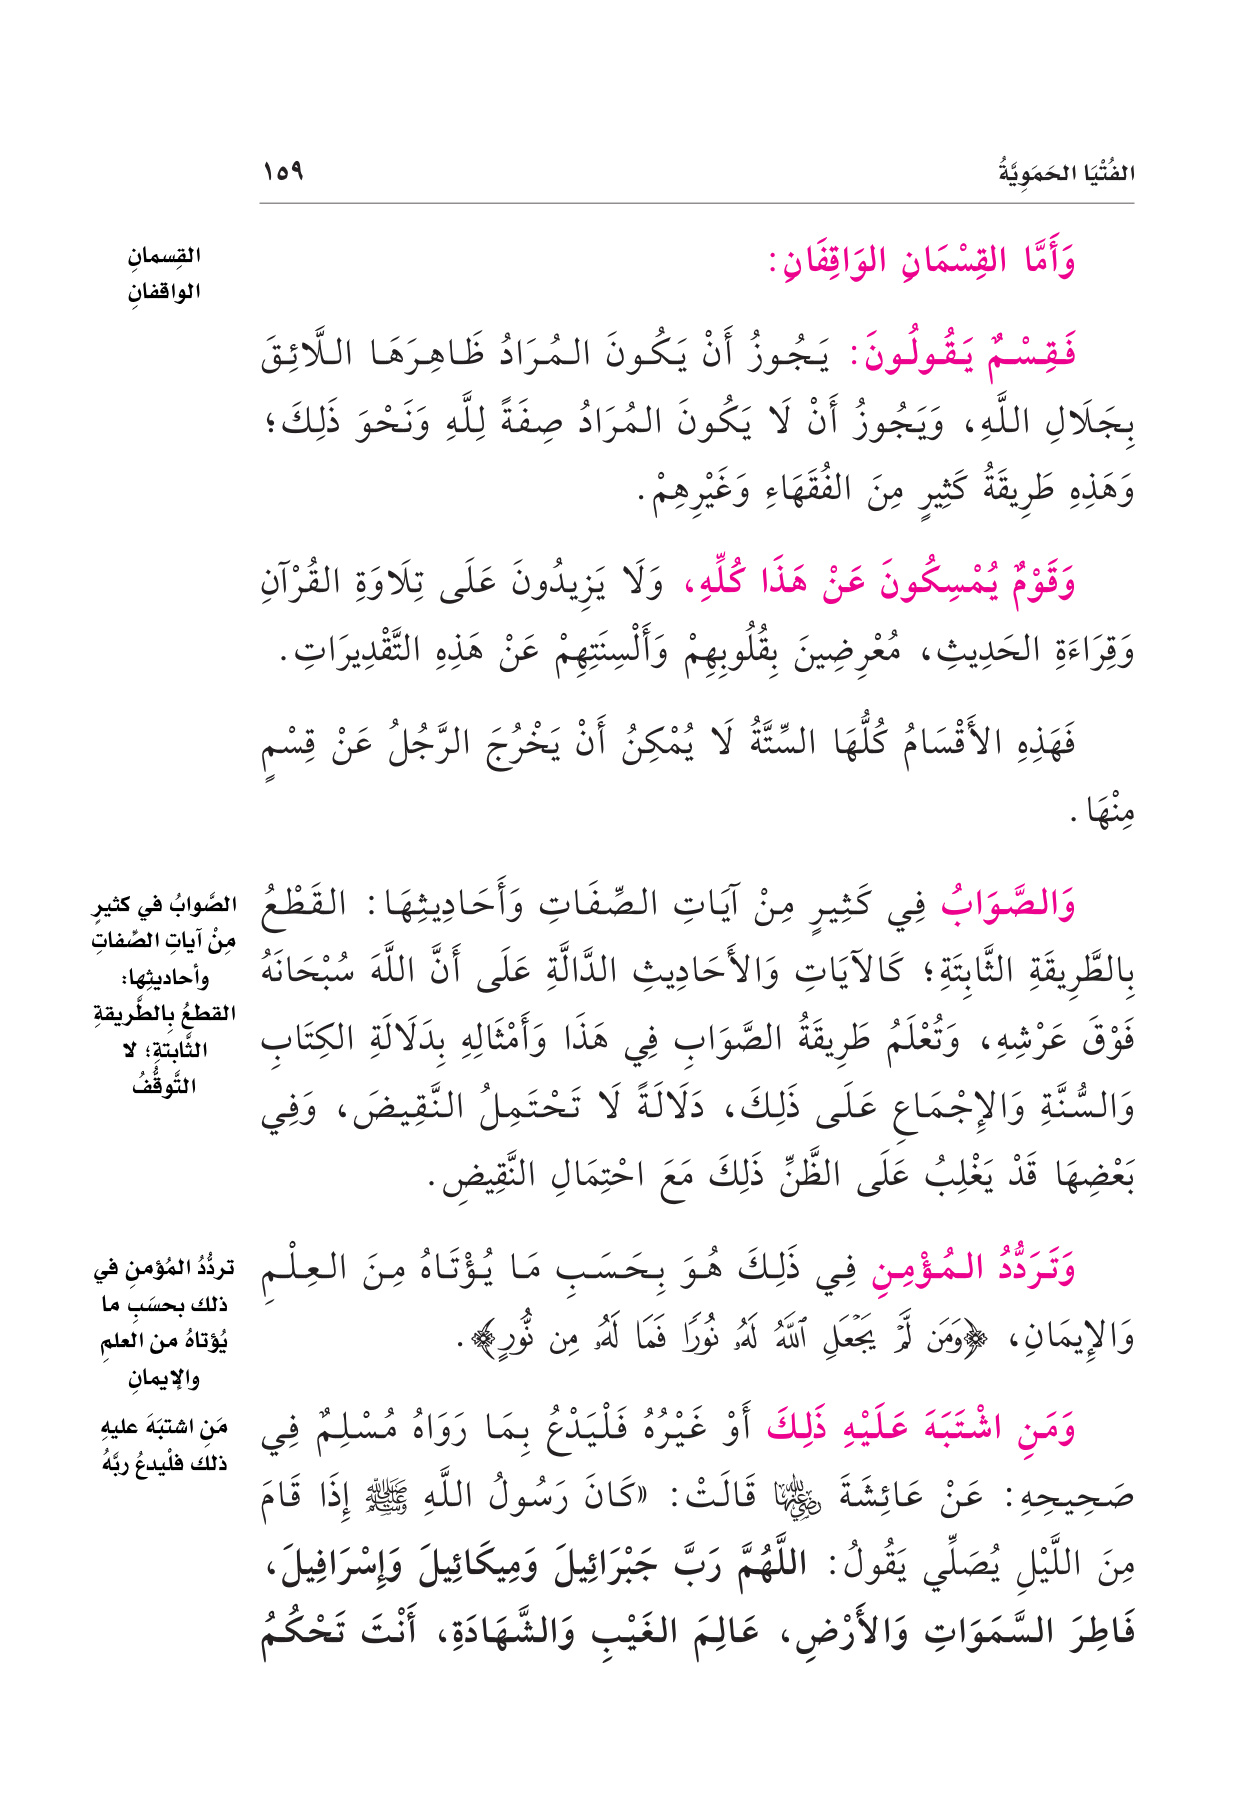 الفُتْيَا الحَمَوِيَّةُ ١٥٩
وَأَمَّا القِسْمَانِ الوَاقِفَانِ:
القِسمانِ
الواقفانِ
فَقِسْمٌ يَقُولُونَ: يَجُوزُ أَنْ يَكُونَ المُرَادُ ظَاهِرَهَا اللَّائِقَ
بِجَلَالِ اللَّهِ، وَيَجُوزُ أَنْ لَا يَكُونَ المُرَادُ صِفَةً لِلَّهِ وَنَحْوَ ذَلِكَ؛
وَهَذِهِ طَرِيقَةُ كَثِيرٍ مِنَ الفُقَهَاءِ وَغَيْرِهِمْ.
وَقَوْمٌ يُمْسِكُونَ عَنْ هَذَا كُلِّهِ، وَلَا يَزِيدُونَ عَلَى تِلَاوَةِ القُرْآنِ
وَقِرَاءَةِ الحَدِيثِ، مُعْرِضِينَ بِقُلُوبِهِمْ وَأَلْسِنَتِهِمْ عَنْ هَذِهِ التَّقْدِيرَاتِ.
فَهَذِهِ الأَقْسَامُ كُلُّهَا السِّتَّةُ لَا يُمْكِنُ أَنْ يَخْرُجَ الرَّجُلُ عَنْ قِسْمٍ
مِنْهَا.
وَالصَّوَابُ فِي كَثِيرٍ مِنْ آيَاتِ الصِّفَاتِ وَأَحَادِيثِهَا: القَطْعُ
بِالطَّرِيقَةِ الثَّابِتَةِ؛ كَالآيَاتِ وَالأَحَادِيثِ الدَّالَّةِ عَلَى أَنَّ اللَّهَ سُبْحَانَهُ
فَوْقَ عَرْشِهِ، وَتُعْلَمُ طَرِيقَةُ الصَّوَابِ فِي هَذَا وَأَمْثَالِهِ بِدَلَالَةِ الكِتَابِ
وَالسُّنَّةِ وَالإِجْمَاعِ عَلَى ذَلِكَ، دَلَالَةً لَا تَحْتَمِلُ النَّقِيضَ، وَفِي
بَعْضِهَا قَدْ يَغْلِبُ عَلَى الظَّنِّ ذَلِكَ مَعَ احْتِمَالِ النَّقِيضِ.
الصَّوابُ في كثيرٍ
مِنْ آياتِ الصِّفاتِ
وأحاديثِها:
القطعُ بِالطَّريقةِ
الثَّابتةِ؛ لا
التَّوقُّفُ
وَتَرَدُّدُ المُؤْمِنِ فِي ذَلِكَ هُوَ بِحَسَبِ مَا يُؤْتَاهُ مِنَ العِلْمِ
وَالإِيمَانِ، ﴿وَمَن لَّمْ يَجْعَلِ ٱللَّهُ لَهُۥ نُورًا فَمَا لَهُۥ مِن نُّورٍ﴾.
تردُّدُ المُؤمنِ في
ذلك بحسَبِ ما
يُؤتاهُ من العلمِ
والإيمانِ
وَمَنِ اشْتَبَهَ عَلَيْهِ ذَلِكَ أَوْ غَيْرُهُ فَلْيَدْعُ بِمَا رَوَاهُ مُسْلِمٌ فِي
صَحِيحِهِ: عَنْ عَائِشَةَ رضي الله عنها قَالَتْ: «كَانَ رَسُولُ اللَّهِ ﷺ إِذَا قَامَ
مِنَ اللَّيْلِ يُصَلِّي يَقُولُ: اللَّهُمَّ رَبَّ جَبْرَائِيلَ وَمِيكَائِيلَ وَإِسْرَافِيلَ،
فَاطِرَ السَّمَوَاتِ وَالأَرْضِ، عَالِمَ الغَيْبِ وَالشَّهَادَةِ، أَنْتَ تَحْكُمُ
مَنِ اشتبَهَ عليهِ
ذلك فلْيدعُ ربَّهُ